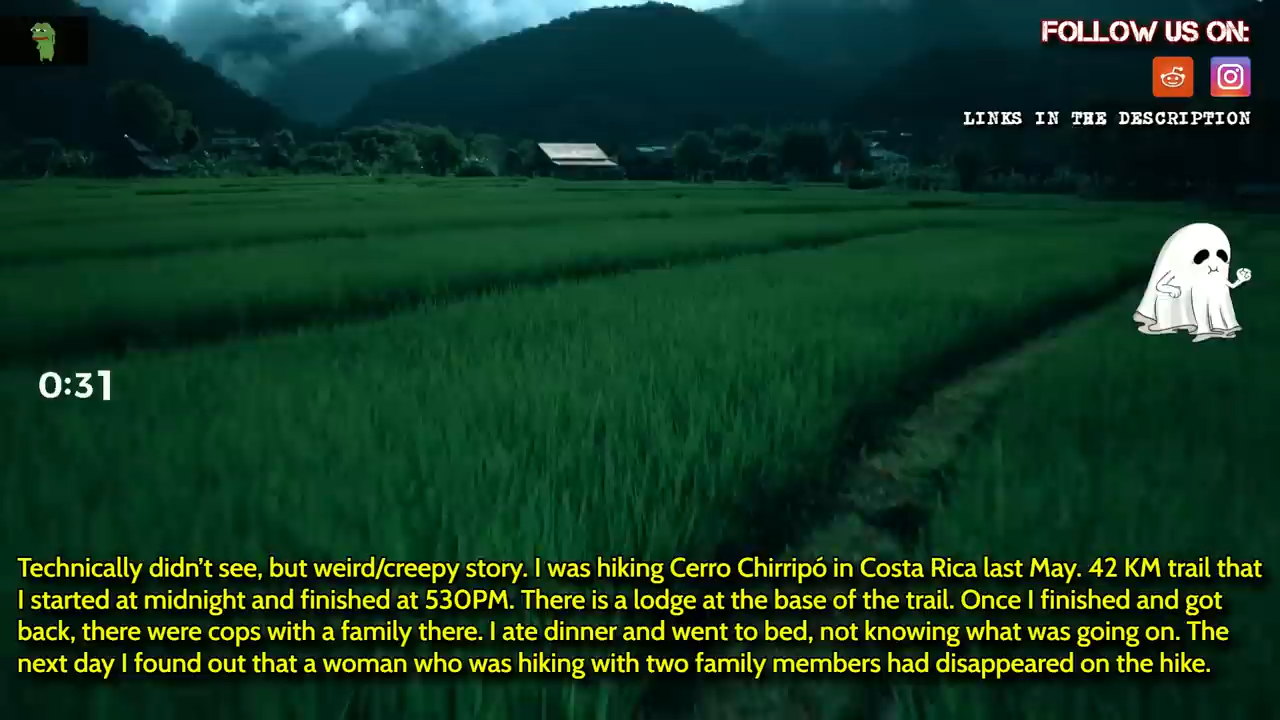 FOLLOW US ON:
LINKS IN THE DESCRIPTION
0:31
Technically didn't see, but weird/creepy story. I was hiking Cerro Chirripó in Costa Rica last May. 42 KM trail that
I started at midnight and finished at 530PM. There is a lodge at the base of the trail. Once I finished and got
back, there were cops with a family there. I ate dinner and went to bed, not knowing what was going on. The
next day I found out that a woman who was hiking with two family members had disappeared on the hike.